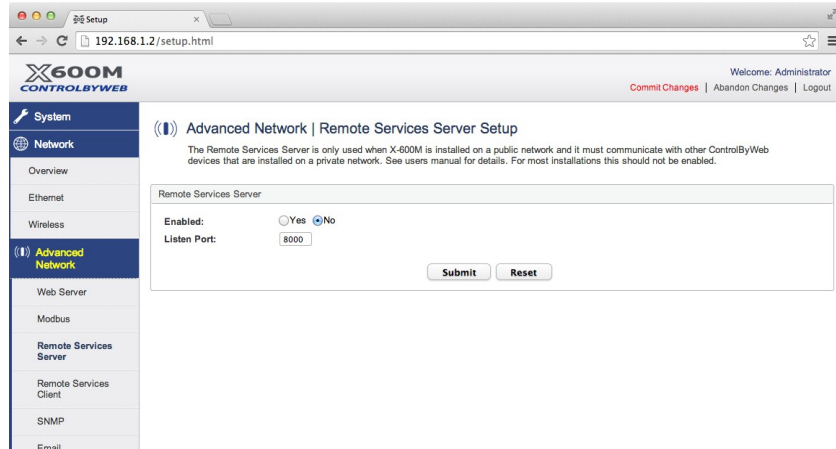 Setup
192.168.1.2/setup.html
X600M
CONTROLBYWEB
Welcome: Administrator
Commit Changes | Abandon Changes | Logout
System
Network
Overview
Ethernet
Wireless
Advanced
Network
Web Server
Modbus
Remote Services
Server
Remote Services
Client
SNMP
Email
Advanced Network | Remote Services Server Setup
The Remote Services Server is only used when X-600M is installed on a public network and it must communicate with other ControlByWeb
devices that are installed on a private network. See users manual for details. For most installations this should not be enabled.
Remote Services Server
Enabled: Yes No
Listen Port: 8000
Submit Reset